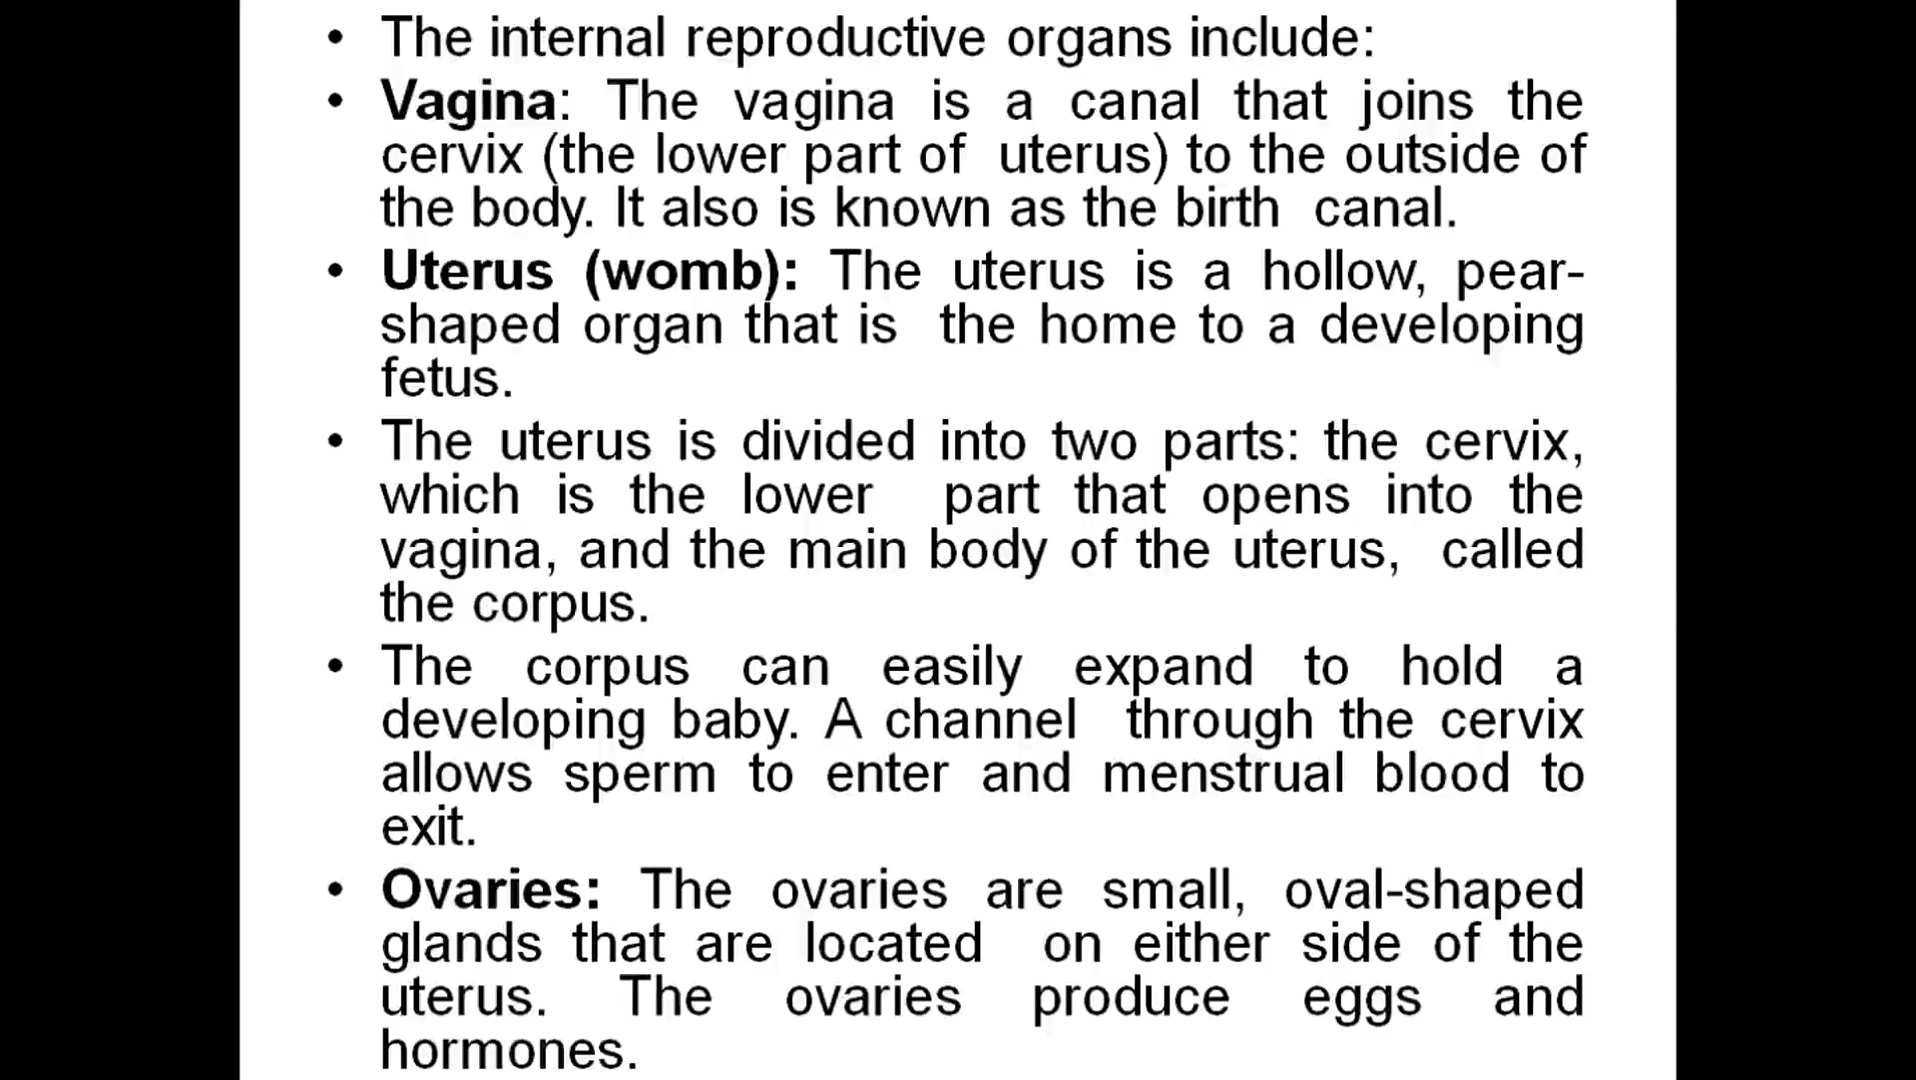 • The internal reproductive organs include:
• Vagina: The vagina is a canal that joins the
cervix (the lower part of uterus) to the outside of
the body. It also is known as the birth canal.
• Uterus (womb): The uterus is a hollow, pear-
shaped organ that is the home to a developing
fetus.
• The uterus is divided into two parts: the cervix,
which is the lower part that opens into the
vagina, and the main body of the uterus, called
the corpus.
• The corpus can easily expand to hold a
developing baby. A channel through the cervix
allows sperm to enter and menstrual blood to
exit.
• Ovaries: The ovaries are small, oval-shaped
glands that are located on either side of the
uterus. The ovaries produce eggs and
hormones.